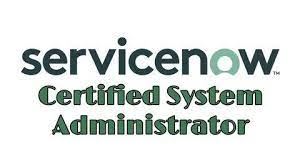 servicenow™
Certified System
Administrator